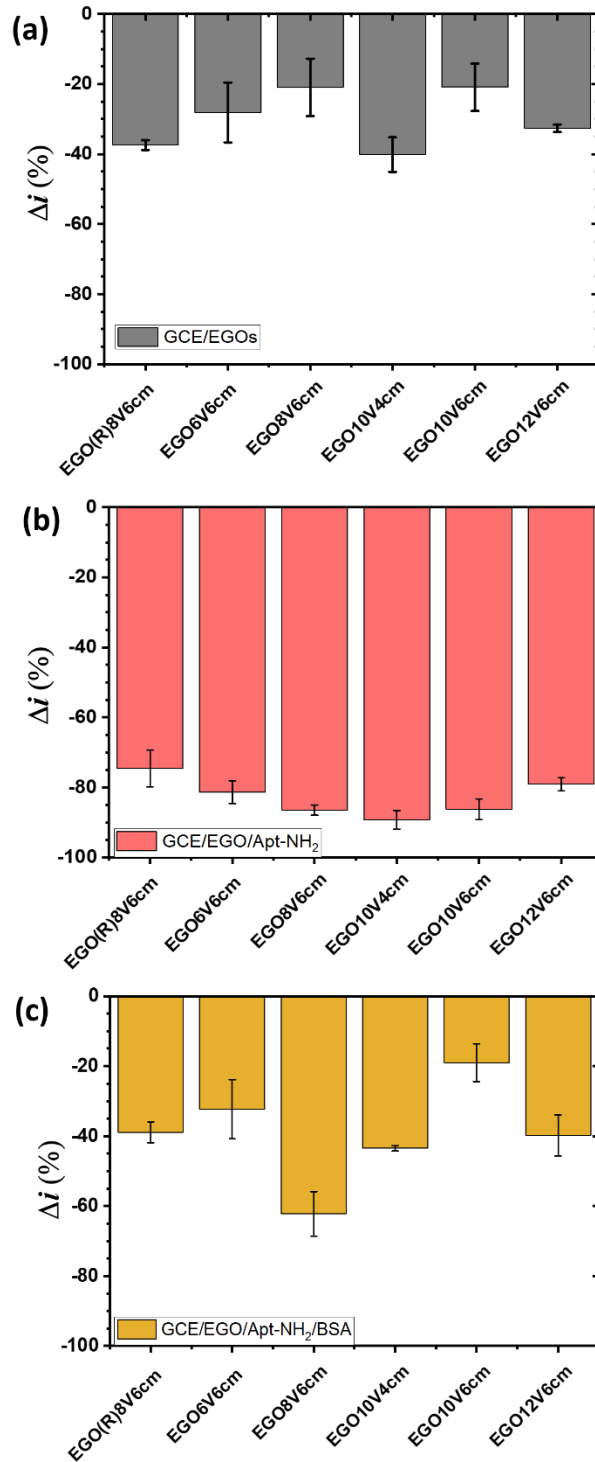 (a)
0
-20
-40
-60
-80
-100
Δi (%)
GCE/EGOs
EGO(R)8V6cm
EGO6V6cm
EGO8V6cm
EGO10V4cm
EGO10V6cm
EGO12V6cm
(b)
0
-20
-40
-60
-80
-100
Δi (%)
GCE/EGO/Apt-NH₂
EGO(R)8V6cm
EGO6V6cm
EGO8V6cm
EGO10V4cm
EGO10V6cm
EGO12V6cm
(c)
0
-20
-40
-60
-80
-100
Δi (%)
GCE/EGO/Apt-NH₂/BSA
EGO(R)8V6cm
EGO6V6cm
EGO8V6cm
EGO10V4cm
EGO10V6cm
EGO12V6cm